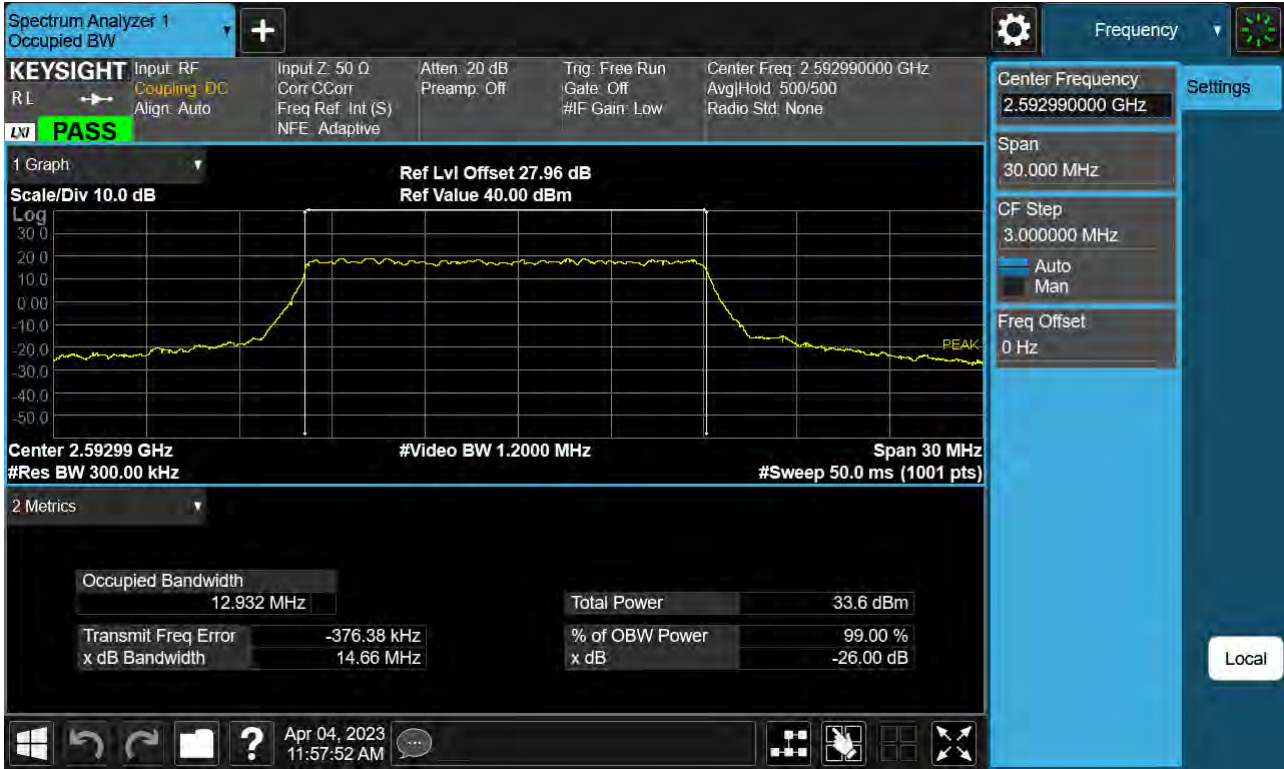 Spectrum Analyzer 1
Occupied BW
+
Frequency
KEYSIGHT
RL
LXI
PASS
Input: RF
Coupling: DC
Align: Auto
Input Z: 50 Ω
Corr CCorr
Freq Ref: Int (S)
NFE: Adaptive
Atten: 20 dB
Preamp: Off
Trig: Free Run
Gate: Off
#IF Gain: Low
Center Freq: 2.592990000 GHz
Avg|Hold: 500/500
Radio Std: None
1 Graph
Scale/Div 10.0 dB
Ref Lvl Offset 27.96 dB
Ref Value 40.00 dBm
Log
30.0
20.0
10.0
0.00
-10.0
-20.0
-30.0
-40.0
-50.0
PEAK
Center 2.59299 GHz
#Video BW 1.2000 MHz
Span 30 MHz
#Res BW 300.00 kHz
#Sweep 50.0 ms (1001 pts)
2 Metrics
Occupied Bandwidth
12.932 MHz
Total Power 33.6 dBm
Transmit Freq Error -376.38 kHz
% of OBW Power 99.00 %
x dB Bandwidth 14.66 MHz
x dB -26.00 dB
Center Frequency
2.592990000 GHz
Settings
Span
30.000 MHz
CF Step
3.000000 MHz
Auto
Man
Freq Offset
0 Hz
Local
?
Apr 04, 2023
11:57:52 AM